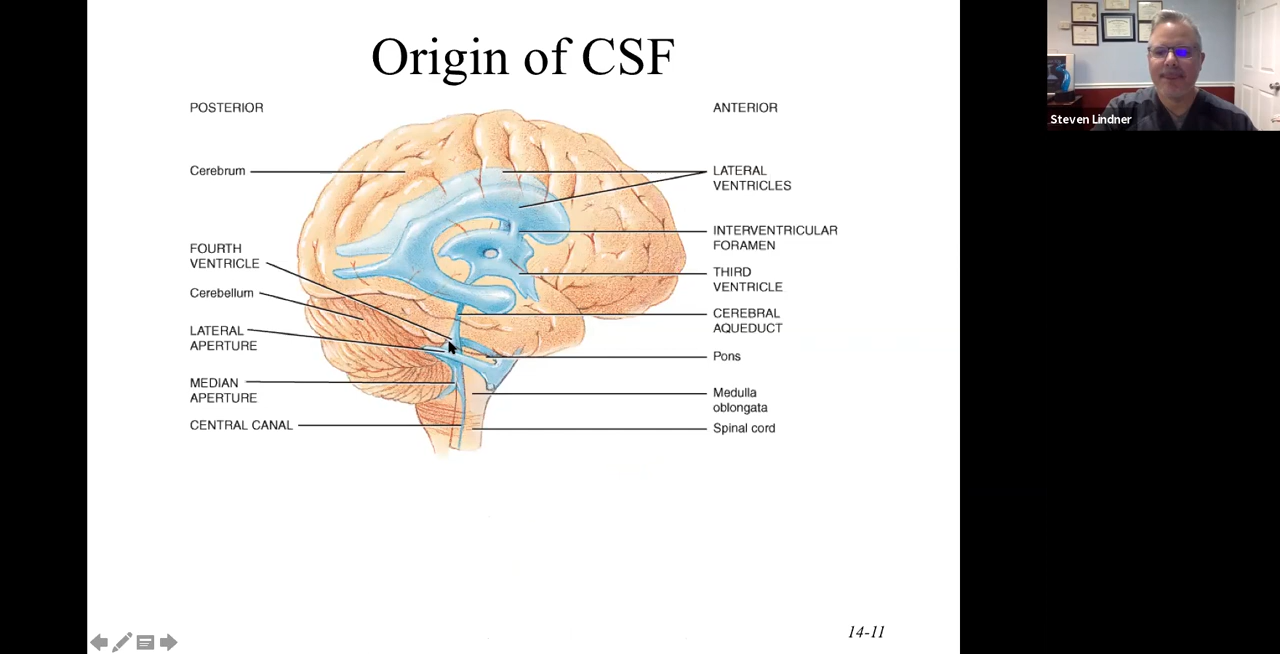 Origin of CSF
POSTERIOR
ANTERIOR
Cerebrum
LATERAL
VENTRICLES
FOURTH
VENTRICLE
INTERVENTRICULAR
FORAMEN
Cerebellum
THIRD
VENTRICLE
LATERAL
APERTURE
CEREBRAL
AQUEDUCT
Pons
MEDIAN
APERTURE
Medulla
oblongata
CENTRAL CANAL
Spinal cord
14-11
Steven Lindner